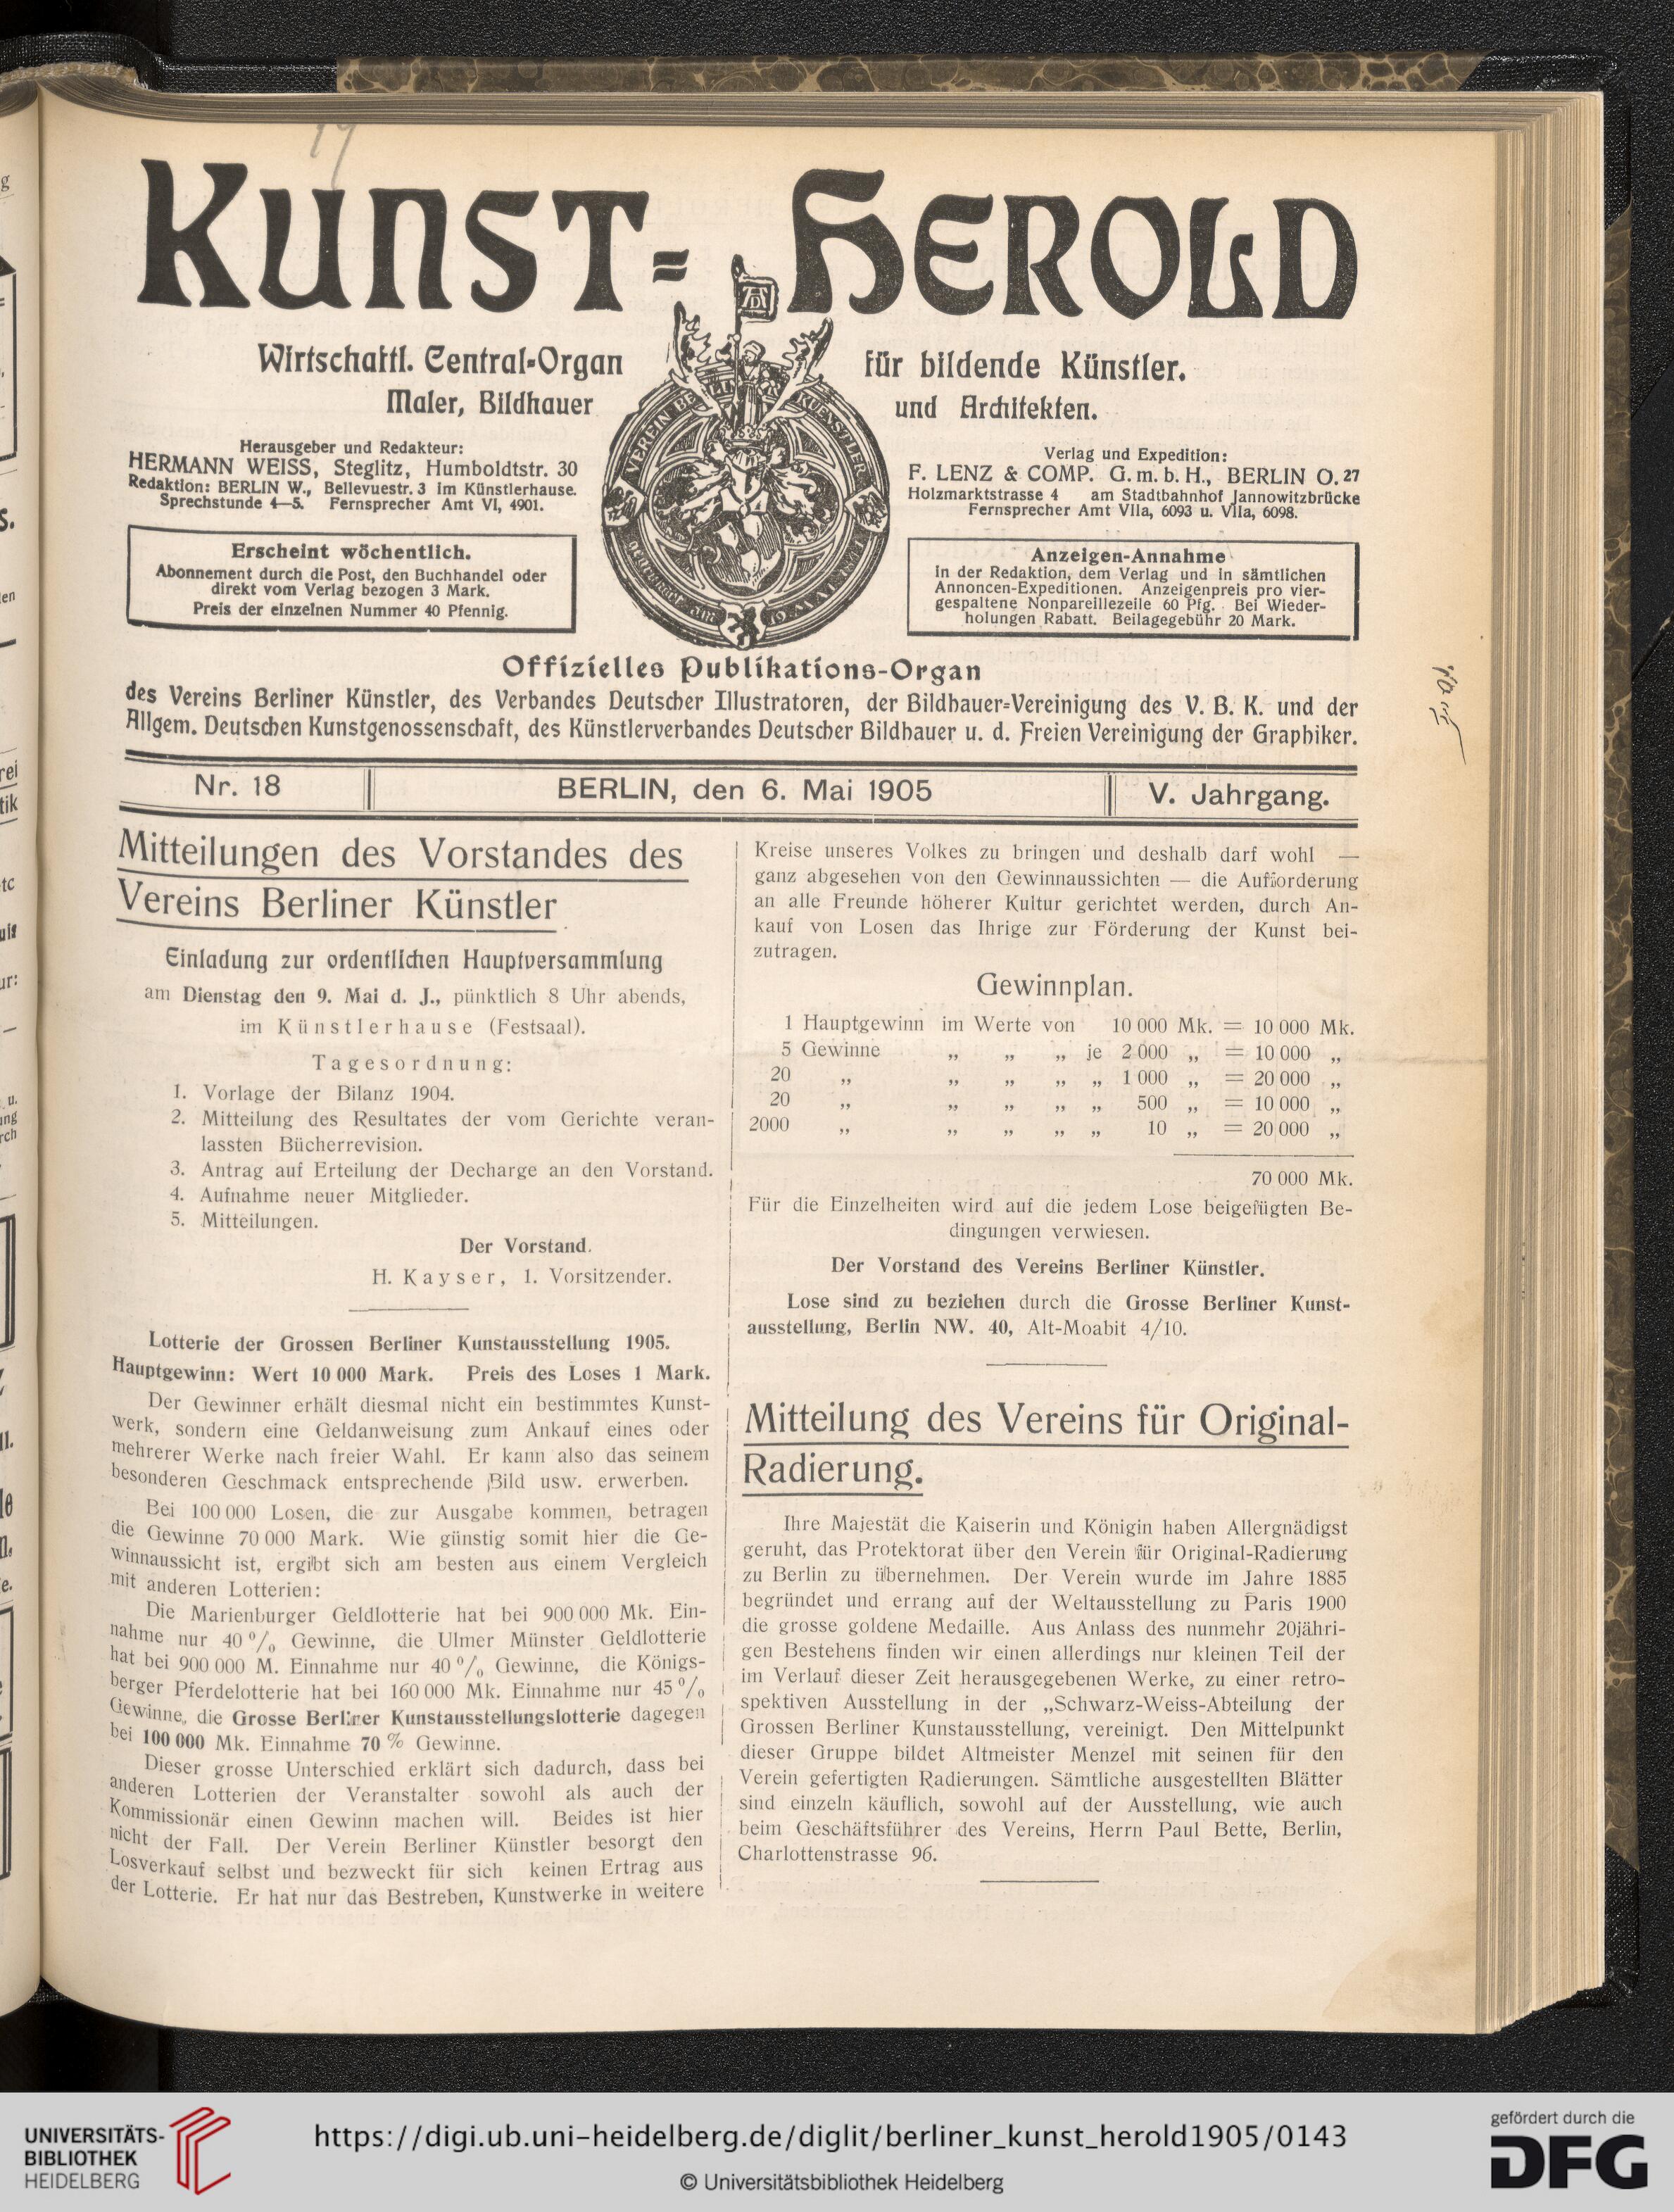 19
KUNST=HEROLD
Wirtschaftl. Central=Organ für bildende Künstler.
Maler, Bildhauer und Architekten.
Herausgeber und Redakteur:
HERMANN WEISS, Steglitz, Humboldtstr. 30
Redaktion: BERLIN W., Bellevuestr. 3 im Künstlerhause.
Sprechstunde 4—5. Fernsprecher Amt VI, 4901.
Erscheint wöchentlich.
Abonnement durch die Post, den Buchhandel oder
direkt vom Verlag bezogen 3 Mark.
Preis der einzelnen Nummer 40 Pfennig.
VEREIN BERLINER KUENSTLER
19. MAI
Verlag und Expedition:
F. LENZ & COMP. G. m. b. H., BERLIN O. 27
Holzmarktstrasse 4 am Stadtbahnhof Jannowitzbrücke
Fernsprecher Amt VIIa, 6093 u. VIIa, 6098.
Anzeigen-Annahme
in der Redaktion, dem Verlag und in sämtlichen
Annoncen-Expeditionen. Anzeigenpreis pro vier-
gespaltene Nonpareillezeile 60 Pfg. Bei Wieder-
holungen Rabatt. Beilagegebühr 20 Mark.
Offizielles Publikations-Organ
des Vereins Berliner Künstler, des Verbandes Deutscher Illustratoren, der Bildhauer=Vereinigung des V. B. K. und der
Allgem. Deutschen Kunstgenossenschaft, des Künstlerverbandes Deutscher Bildhauer u. d. Freien Vereinigung der Graphiker.
Nr. 18 BERLIN, den 6. Mai 1905 V. Jahrgang.
Mitteilungen des Vorstandes des
Vereins Berliner Künstler
Einladung zur ordentlichen Hauptversammlung
am Dienstag den 9. Mai d. J., pünktlich 8 Uhr abends,
im Künstlerhause (Festsaal).
Tagesordnung:
1. Vorlage der Bilanz 1904.
2. Mitteilung des Resultates der vom Gerichte veran-
lassten Bücherrevision.
3. Antrag auf Erteilung der Decharge an den Vorstand.
4. Aufnahme neuer Mitglieder.
5. Mitteilungen.
Der Vorstand.
H. Kayser, 1. Vorsitzender.
Lotterie der Grossen Berliner Kunstausstellung 1905.
Hauptgewinn: Wert 10 000 Mark. Preis des Loses 1 Mark.
Der Gewinner erhält diesmal nicht ein bestimmtes Kunst-
werk, sondern eine Geldanweisung zum Ankauf eines oder
mehrerer Werke nach freier Wahl. Er kann also das seinem
besonderen Geschmack entsprechende Bild usw. erwerben.
Bei 100 000 Losen, die zur Ausgabe kommen, betragen
die Gewinne 70 000 Mark. Wie günstig somit hier die Ge-
winnaussicht ist, ergibt sich am besten aus einem Vergleich
mit anderen Lotterien:
Die Marienburger Geldlotterie hat bei 900 000 Mk. Ein-
nahme nur 40 % Gewinne, die Ulmer Münster Geldlotterie
hat bei 900 000 M. Einnahme nur 40 % Gewinne, die Königs-
berger Pferdelotterie hat bei 160 000 Mk. Einnahme nur 45 %
Gewinne, die Grosse Berliner Kunstausstellungslotterie dagegen
bei 100 000 Mk. Einnahme 70 % Gewinne.
Dieser grosse Unterschied erklärt sich dadurch, dass bei
anderen Lotterien der Veranstalter sowohl als auch der
Kommissionär einen Gewinn machen will. Beides ist hier
nicht der Fall. Der Verein Berliner Künstler besorgt den
Losverkauf selbst und bezweckt für sich keinen Ertrag aus
der Lotterie. Er hat nur das Bestreben, Kunstwerke in weitere
Kreise unseres Volkes zu bringen und deshalb darf wohl —
ganz abgesehen von den Gewinnaussichten — die Aufforderung
an alle Freunde höherer Kultur gerichtet werden, durch An-
kauf von Losen das Ihrige zur Förderung der Kunst bei-
zutragen.
Gewinnplan.
1 Hauptgewinn im Werte von 10 000 Mk. = 10 000 Mk.
5 Gewinne „ „ „ je 2 000 „ = 10 000 „
20 „ „ „ „ „ 1 000 „ = 20 000 „
20 „ „ „ „ „ 500 „ = 10 000 „
2000 „ „ „ „ „ 10 „ = 20 000 „
70 000 Mk.
Für die Einzelheiten wird auf die jedem Lose beigefügten Be-
dingungen verwiesen.
Der Vorstand des Vereins Berliner Künstler.
Lose sind zu beziehen durch die Grosse Berliner Kunst-
ausstellung, Berlin NW. 40, Alt-Moabit 4/10.
Mitteilung des Vereins für Original-
Radierung.
Ihre Majestät die Kaiserin und Königin haben Allergnädigst
geruht, das Protektorat über den Verein für Original-Radierung
zu Berlin zu übernehmen. Der Verein wurde im Jahre 1885
begründet und errang auf der Weltausstellung zu Paris 1900
die grosse goldene Medaille. Aus Anlass des nunmehr 20jähri-
gen Bestehens finden wir einen allerdings nur kleinen Teil der
im Verlauf dieser Zeit herausgegebenen Werke, zu einer retro-
spektiven Ausstellung in der „Schwarz-Weiss-Abteilung der
Grossen Berliner Kunstausstellung, vereinigt. Den Mittelpunkt
dieser Gruppe bildet Altmeister Menzel mit seinen für den
Verein gefertigten Radierungen. Sämtliche ausgestellten Blätter
sind einzeln käuflich, sowohl auf der Ausstellung, wie auch
beim Geschäftsführer des Vereins, Herrn Paul Bette, Berlin,
Charlottenstrasse 96.
UNIVERSITÄTS-
BIBLIOTHEK
HEIDELBERG
https://digi.ub.uni-heidelberg.de/diglit/berliner_kunst_herold1905/0143
© Universitätsbibliothek Heidelberg
gefördert durch die
DFG